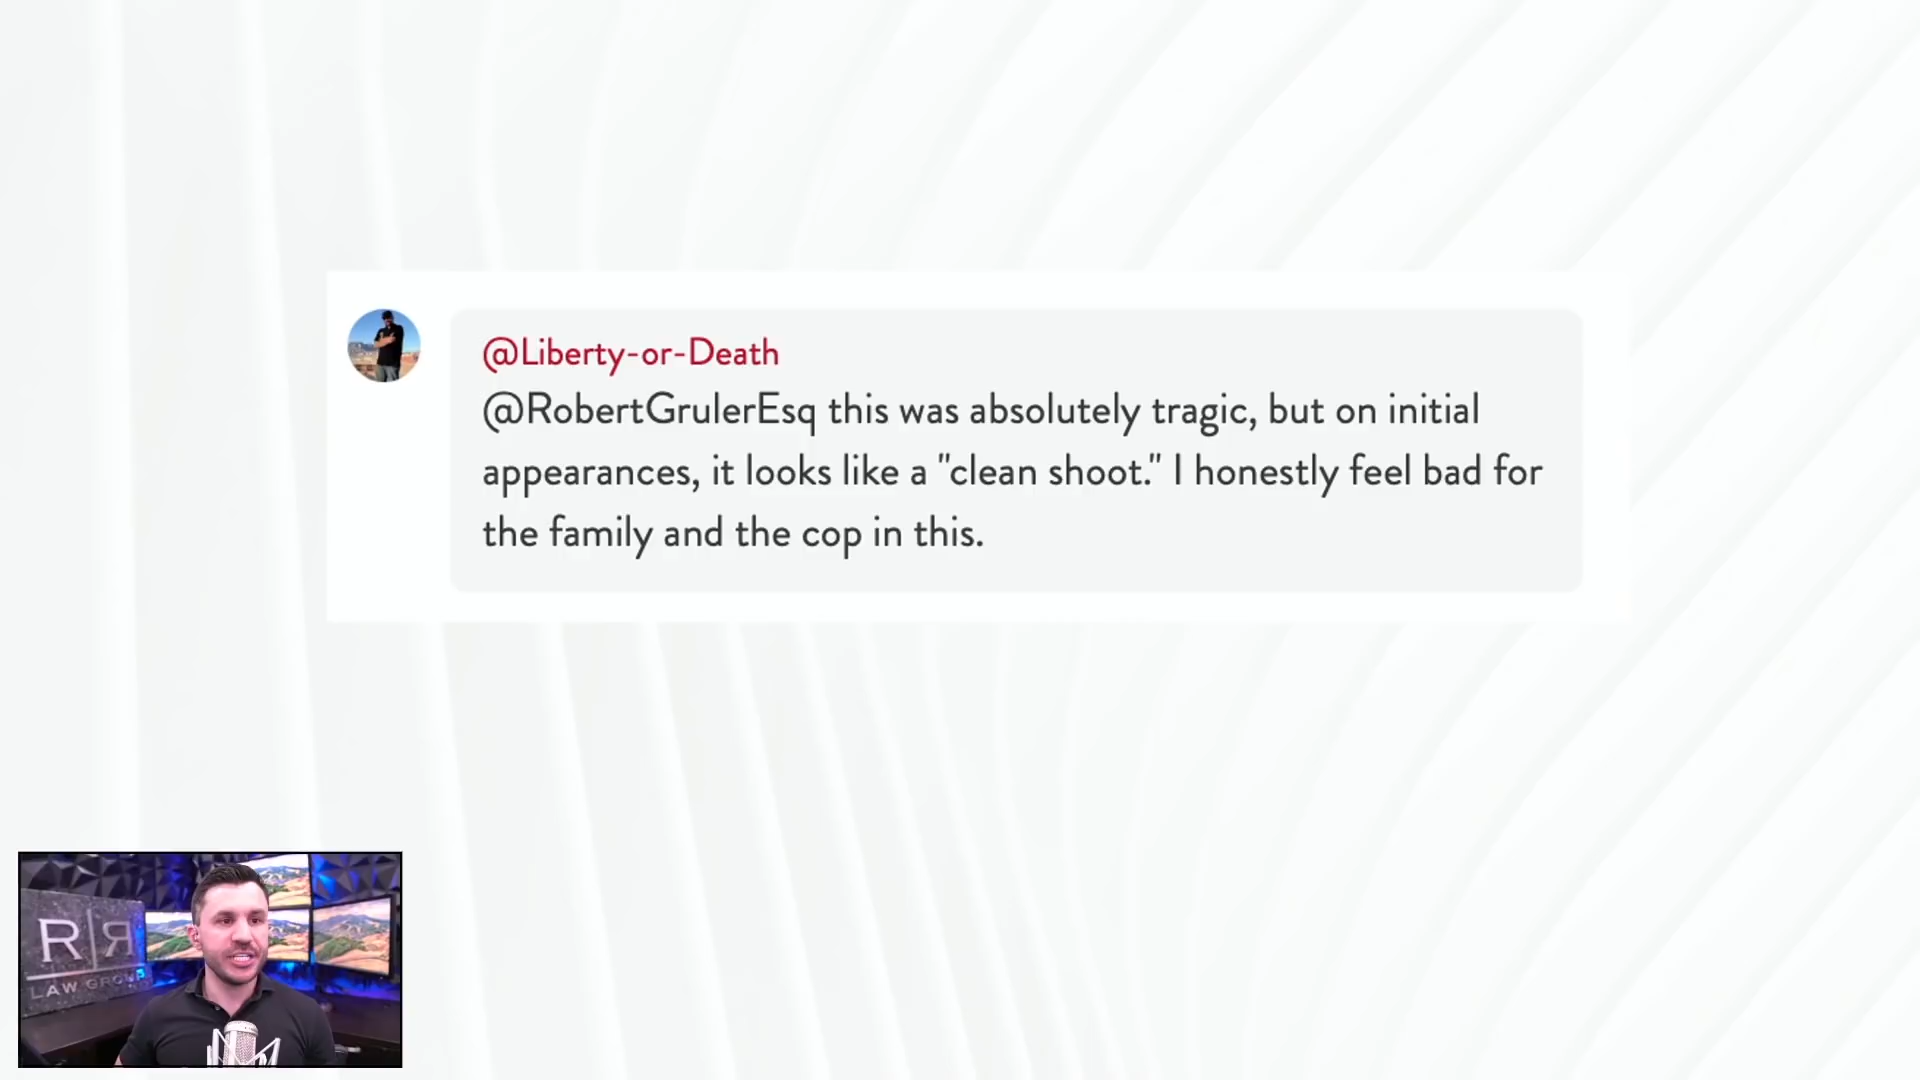 @Liberty-or-Death
@RobertGrulerEsq this was absolutely tragic, but on initial
appearances, it looks like a "clean shoot." I honestly feel bad for
the family and the cop in this.
R|R
LAW GROUP